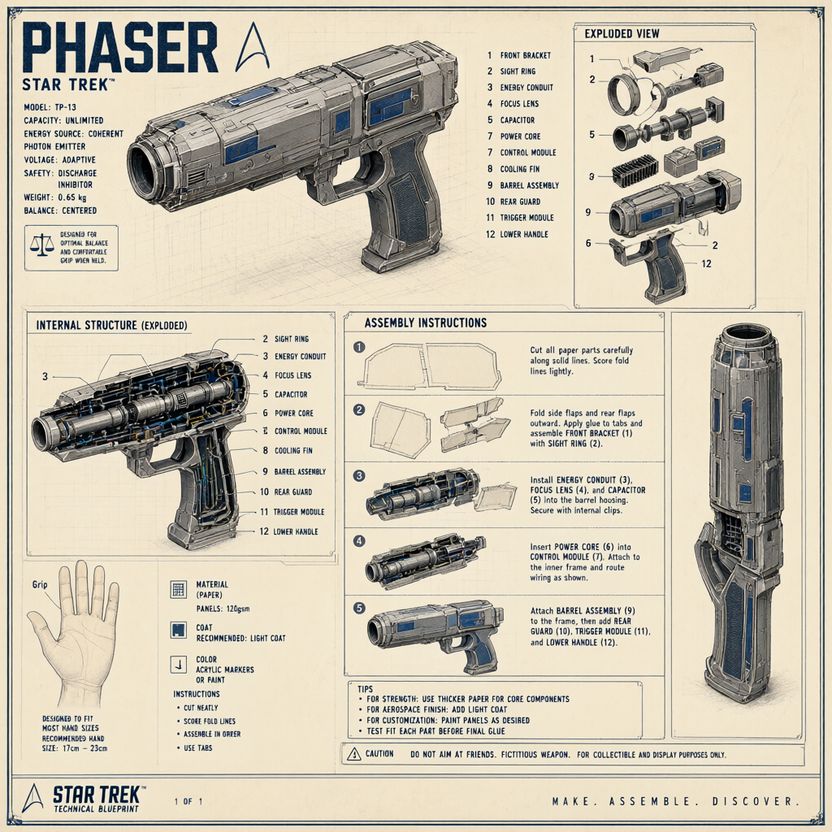 PHASER
STAR TREK™
MODEL: TP-13
CAPACITY: UNLIMITED
ENERGY SOURCE: COHERENT
PHOTON EMITTER
VOLTAGE: ADAPTIVE
SAFETY: DISCHARGE
INHIBITOR
WEIGHT: 0.65 kg
BALANCE: CENTERED
DESIGNED FOR
OPTIMAL BALANCE
AND COMFORTABLE
GRIP WHEN HELD.
1 FRONT BRACKET
2 SIGHT RING
3 ENERGY CONDUIT
4 FOCUS LENS
5 CAPACITOR
7 POWER CORE
7 CONTROL MODULE
8 COOLING FIN
9 BARREL ASSEMBLY
10 REAR GUARD
11 TRIGGER MODULE
12 LOWER HANDLE
EXPLODED VIEW
1
2
5
9
6
2
12
INTERNAL STRUCTURE (EXPLODED)
3
2 SIGHT RING
3 ENERGY CONDUIT
4 FOCUS LENS
5 CAPACITOR
6 POWER CORE
CONTROL MODULE
8 COOLING FIN
9 BARREL ASSEMBLY
10 REAR GUARD
11 TRIGGER MODULE
12 LOWER HANDLE
ASSEMBLY INSTRUCTIONS
1
Cut all paper parts carefully
along solid lines. Score fold
lines lightly.
2
Fold side flaps and rear flaps
outward. Apply glue to tabs and
assemble FRONT BRACKET (1)
with SIGHT RING (2).
3
Install ENERGY CONDUIT (3),
FOCUS LENS (4), and CAPACITOR
(5) into the barrel housing.
Secure with internal clips.
4
Insert POWER CORE (6) into
CONTROL MODULE (7). Attach to
the inner frame and route
wiring as shown.
5
Attach BARREL ASSEMBLY (9)
to the frame, then add REAR
GUARD (10), TRIGGER MODULE (11),
and LOWER HANDLE (12).
Grip
DESIGNED TO FIT
MOST HAND SIZES
RECOMMENDED HAND
SIZE: 17cm – 23cm
MATERIAL
(PAPER)
PANELS: 120gsm
COAT
RECOMMENDED: LIGHT COAT
COLOR
ACRYLIC MARKERS
OR PAINT
INSTRUCTIONS
• CUT NEATLY
• SCORE FOLD LINES
• ASSEMBLE IN ORDER
• USE TABS
TIPS
• FOR STRENGTH: USE THICKER PAPER FOR CORE COMPONENTS
• FOR AEROSPACE FINISH: ADD LIGHT COAT
• FOR CUSTOMIZATION: PAINT PANELS AS DESIRED
• TEST FIT EACH PART BEFORE FINAL GLUE
CAUTION DO NOT AIM AT FRIENDS. FICTITIOUS WEAPON. FOR COLLECTIBLE AND DISPLAY PURPOSES ONLY.
STAR TREK™
TECHNICAL BLUEPRINT
1 OF 1
MAKE. ASSEMBLE. DISCOVER.